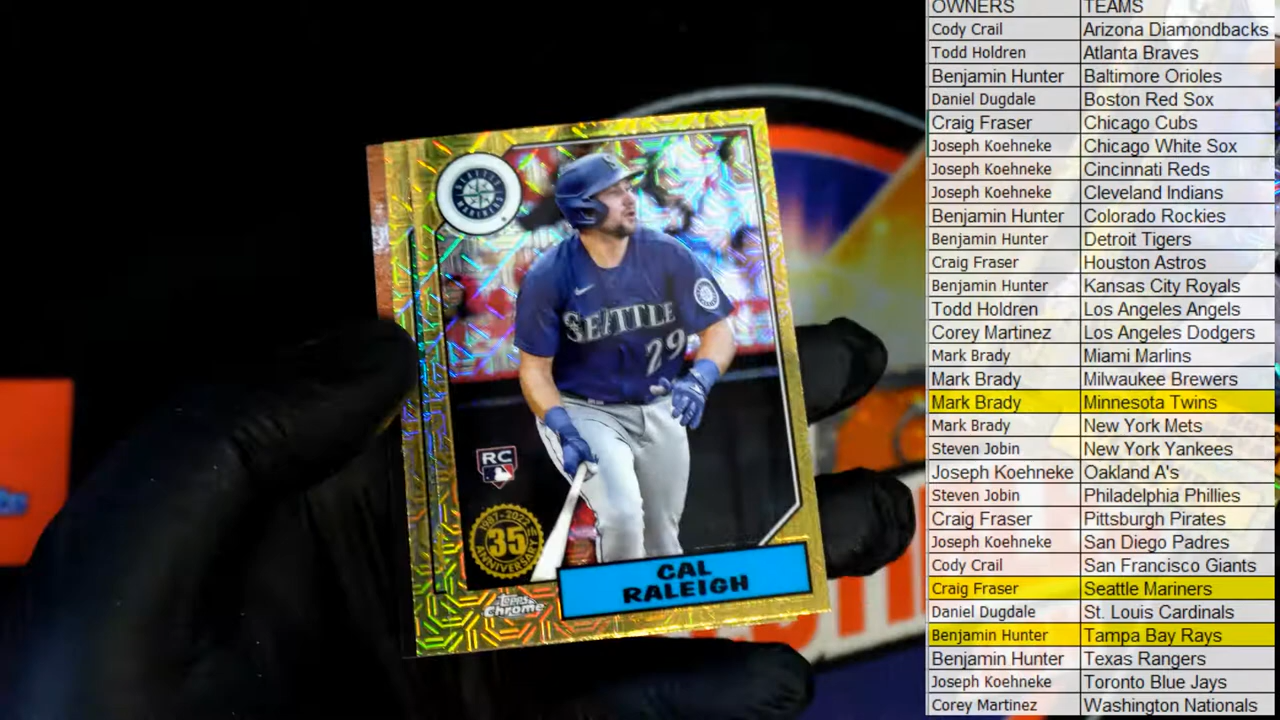 OWNERS TEAMS
Cody Crail Arizona Diamondbacks
Todd Holdren Atlanta Braves
Benjamin Hunter Baltimore Orioles
Daniel Dugdale Boston Red Sox
Craig Fraser Chicago Cubs
Joseph Koehneke Chicago White Sox
Joseph Koehneke Cincinnati Reds
Joseph Koehneke Cleveland Indians
Benjamin Hunter Colorado Rockies
Benjamin Hunter Detroit Tigers
Craig Fraser Houston Astros
Benjamin Hunter Kansas City Royals
Todd Holdren Los Angeles Angels
Corey Martinez Los Angeles Dodgers
Mark Brady Miami Marlins
Mark Brady Milwaukee Brewers
Mark Brady Minnesota Twins
Mark Brady New York Mets
Steven Jobin New York Yankees
Joseph Koehneke Oakland A's
Steven Jobin Philadelphia Phillies
Craig Fraser Pittsburgh Pirates
Joseph Koehneke San Diego Padres
Cody Crail San Francisco Giants
Craig Fraser Seattle Mariners
Daniel Dugdale St. Louis Cardinals
Benjamin Hunter Tampa Bay Rays
Benjamin Hunter Texas Rangers
Joseph Koehneke Toronto Blue Jays
Corey Martinez Washington Nationals
SEATTLE
MARINERS
SEATTLE
29
RC
1987-2022
35
ANNIVERSARY
Topps
Chrome
CAL
RALEIGH